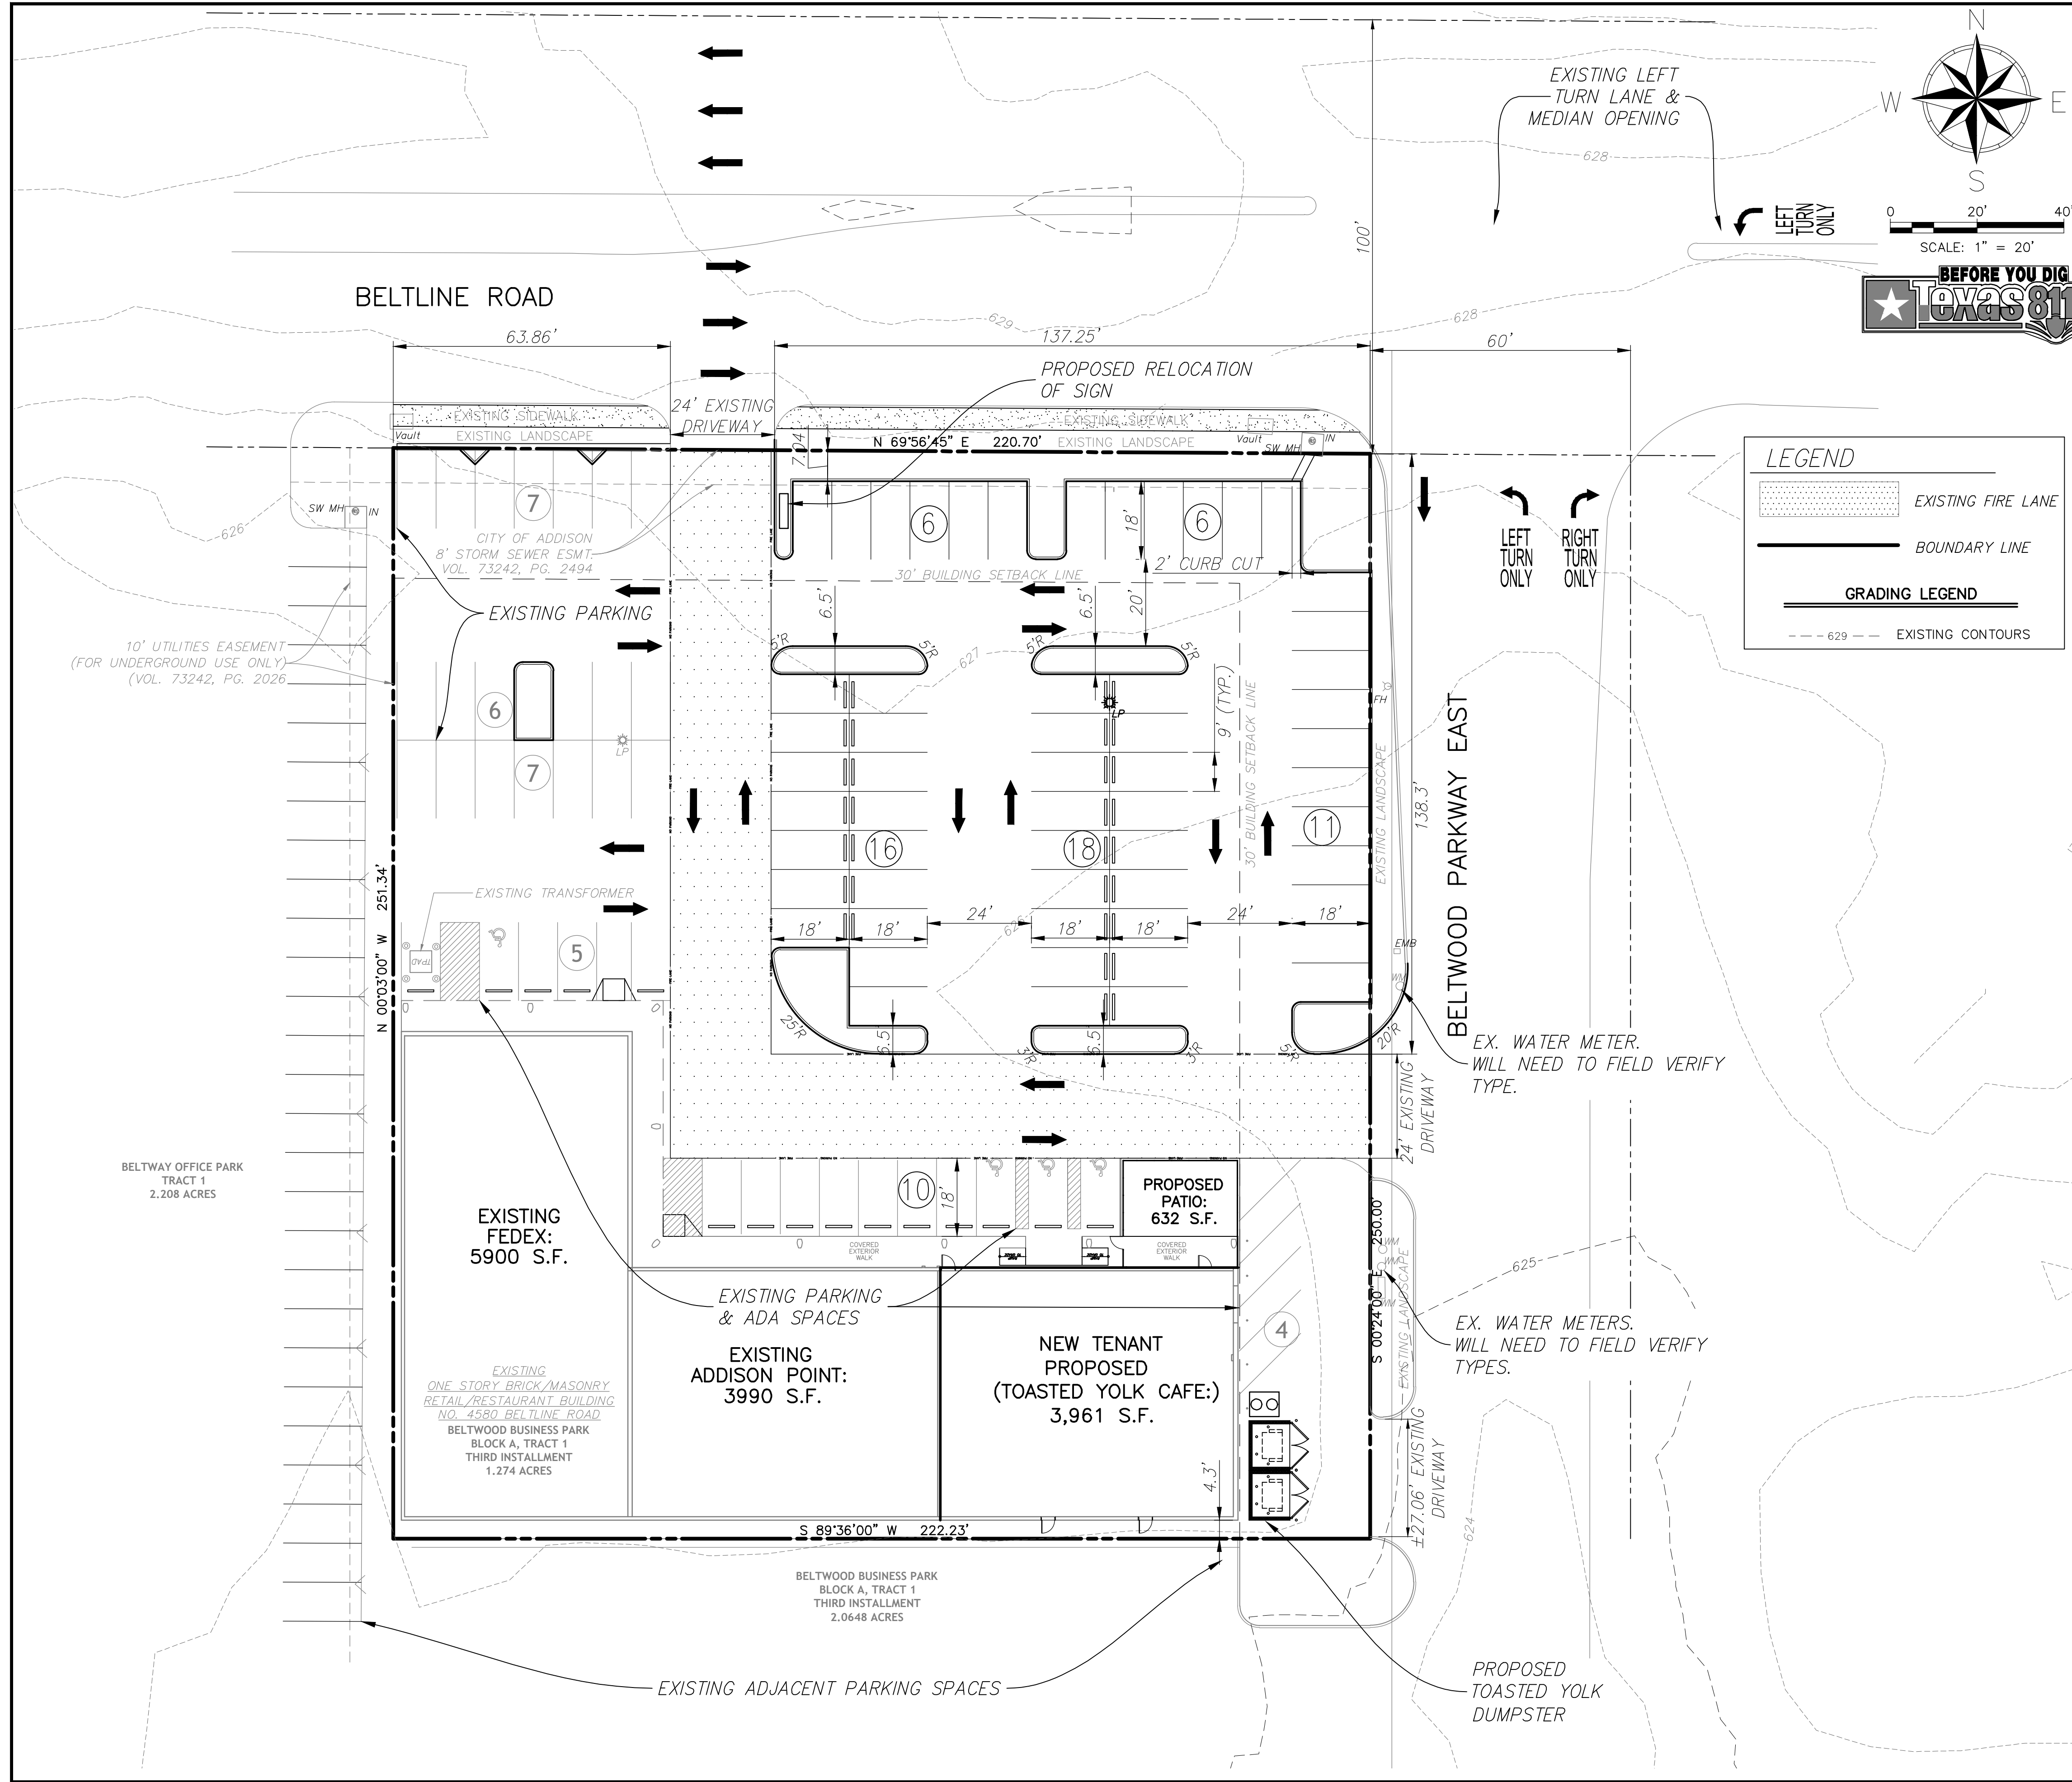 N
W
E
S
0 20' 40'
SCALE: 1" = 20'
BEFORE YOU DIG
Texas 811
EXISTING LEFT
TURN LANE &
MEDIAN OPENING
628
LEFT
TURN
ONLY
100'
BELTLINE ROAD
629
628
63.86'
137.25'
60'
PROPOSED RELOCATION
OF SIGN
24' EXISTING
DRIVEWAY
EXISTING SIDEWALK
EXISTING SIDEWALK
Vault
EXISTING LANDSCAPE
7.04
N 69°56'45" E 220.70'
EXISTING LANDSCAPE
Vault
SW MH
IN
LEGEND
EXISTING FIRE LANE
BOUNDARY LINE
GRADING LEGEND
629
EXISTING CONTOURS
SW MH
IN
626
7
6
6
18'
CITY OF ADDISON
8' STORM SEWER ESMT.
VOL. 73242, PG. 2494
LEFT
TURN
ONLY
RIGHT
TURN
ONLY
30' BUILDING SETBACK LINE
2' CURB CUT
EXISTING PARKING
6.5'
6.5'
20'
10' UTILITIES EASEMENT
(FOR UNDERGROUND USE ONLY)
(VOL. 73242, PG. 2026
5'R
5'R
5'R
5'R
627
6
7
LP
LP
9' (TYP.)
30' BUILDING SETBACK LINE
FH
EXISTING LANDSCAPE
138.3'
BELTWOOD PARKWAY EAST
16
18
11
N 00°03'00" W 251.34'
EXISTING TRANSFORMER
TPAD
5
18'
18'
24'
626
18'
18'
24'
18'
EMB
WM
25'R
6.5'
3'R
6.5'
3'R
5'R
20'R
EX. WATER METER.
WILL NEED TO FIELD VERIFY
TYPE.
24' EXISTING
DRIVEWAY
BELTWAY OFFICE PARK
TRACT 1
2.208 ACRES
10
18'
PROPOSED
PATIO:
632 S.F.
EXISTING
FEDEX:
5900 S.F.
COVERED
EXTERIOR
WALK
COVERED
EXTERIOR
WALK
S 00°24'00" E 250.00'
WM
WM
WM
EXISTING LANDSCAPE
625
EXISTING PARKING
& ADA SPACES
4
EX. WATER METERS.
WILL NEED TO FIELD VERIFY
TYPES.
EXISTING
ADDISON POINT:
3990 S.F.
NEW TENANT
PROPOSED
(TOASTED YOLK CAFE:)
3,961 S.F.
EXISTING
ONE STORY BRICK/MASONRY
RETAIL/RESTAURANT BUILDING
NO. 4580 BELTLINE ROAD
BELTWOOD BUSINESS PARK
BLOCK A, TRACT 1
THIRD INSTALLMENT
1.274 ACRES
4.3'
±27.06' EXISTING
DRIVEWAY
624
S 89°36'00" W 222.23'
BELTWOOD BUSINESS PARK
BLOCK A, TRACT 1
THIRD INSTALLMENT
2.0648 ACRES
EXISTING ADJACENT PARKING SPACES
PROPOSED
TOASTED YOLK
DUMPSTER